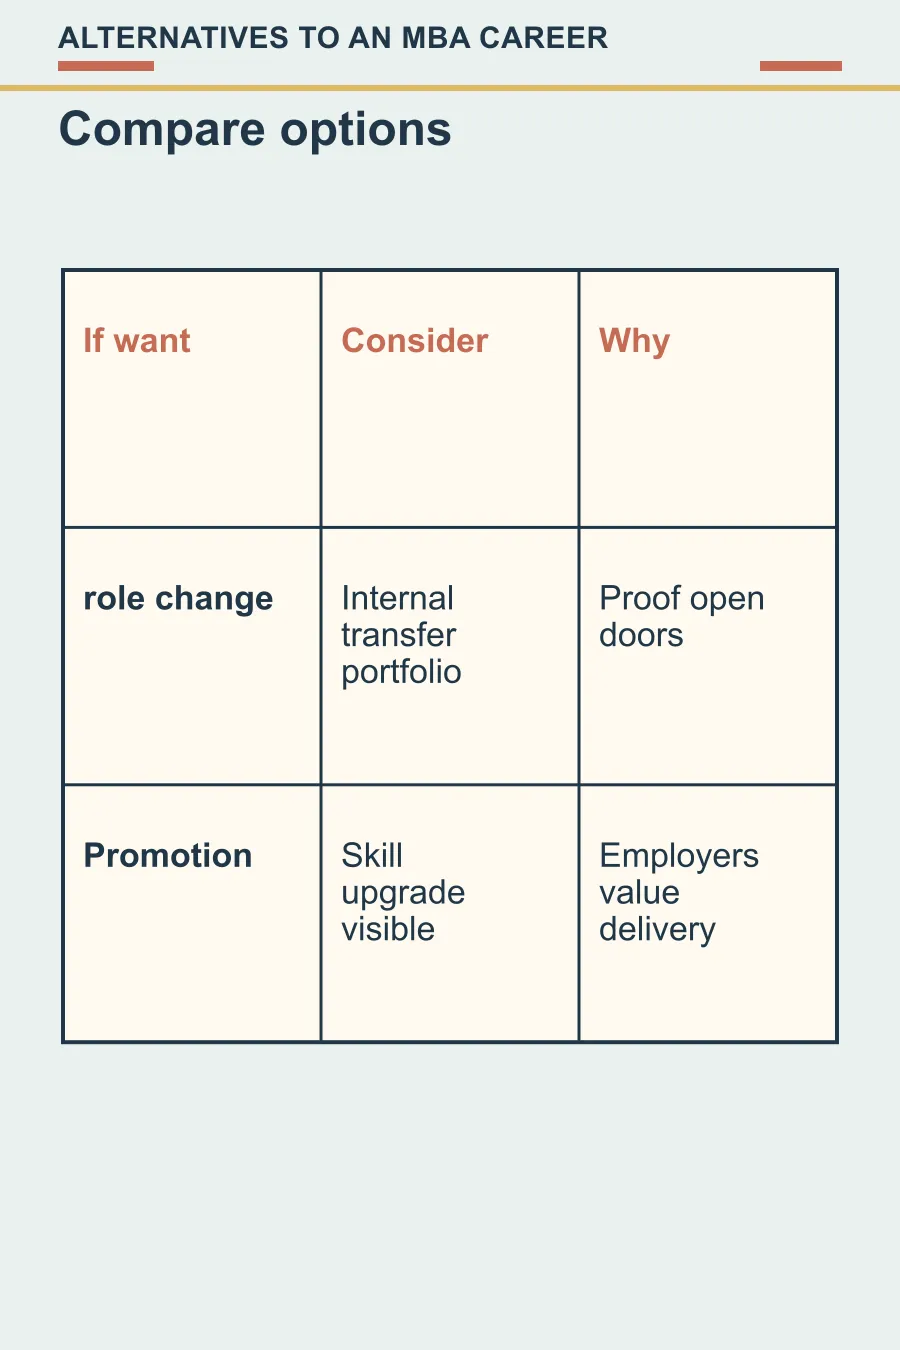 ALTERNATIVES TO AN MBA CAREER
Compare options
If want
Consider
Why
role change
Internal
transfer
portfolio
Proof open
doors
Promotion
Skill
upgrade
visible
Employers
value
delivery